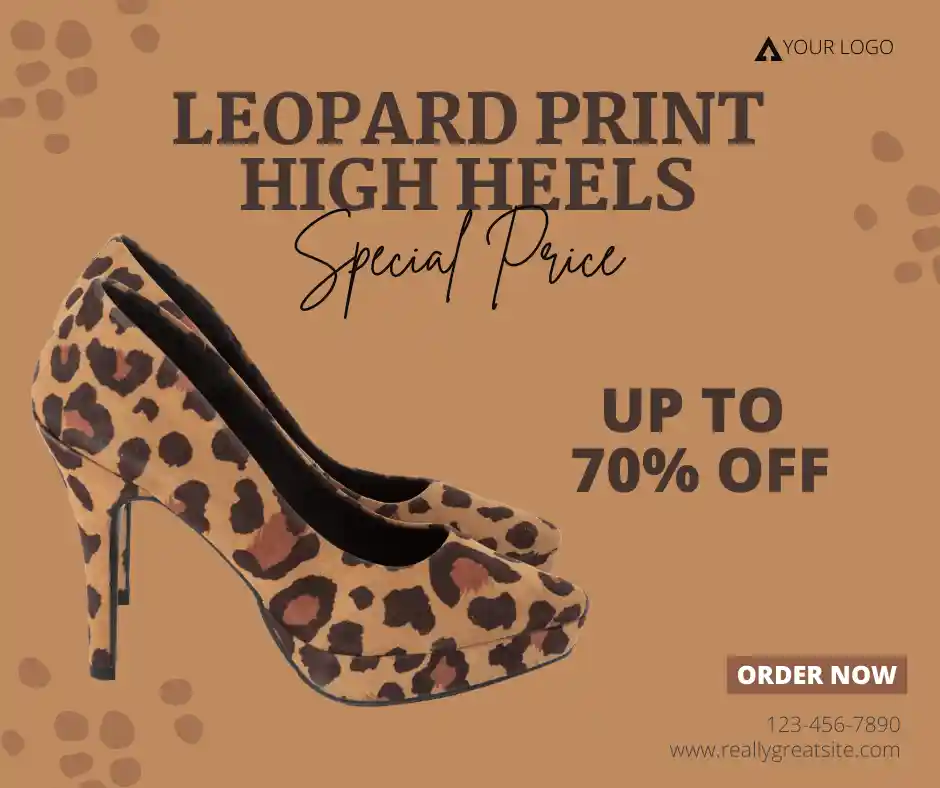 YOUR LOGO
LEOPARD PRINT
HIGH HEELS
Special Price
UP TO
70% OFF
ORDER NOW
123-456-7890
www.reallygreatsite.com